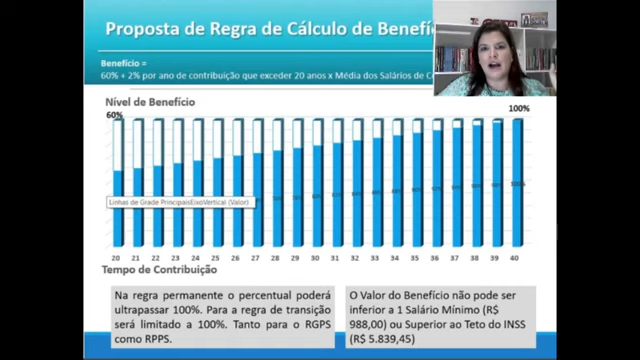 Proposta de Regra de Cálculo de Benefíc
Benefício =
60% + 2% por ano de contribuição que exceder 20 anos x Média dos Salários de C
Nível de Benefício
60%
100%
Linhas de Grade PrincipaisEixoVertical (Valor)
100%
20 21 22 23 24 25 26 27 28 29 30 31 32 33 34 35 36 37 38 39 40
Tempo de Contribuição
Na regra permanente o percentual poderá
ultrapassar 100%. Para a regra de transição
será limitado a 100%. Tanto para o RGPS
como RPPS.
O Valor do Benefício não pode ser
inferior a 1 Salário Mínimo (R$
988,00) ou Superior ao Teto do INSS
(R$ 5.839,45)